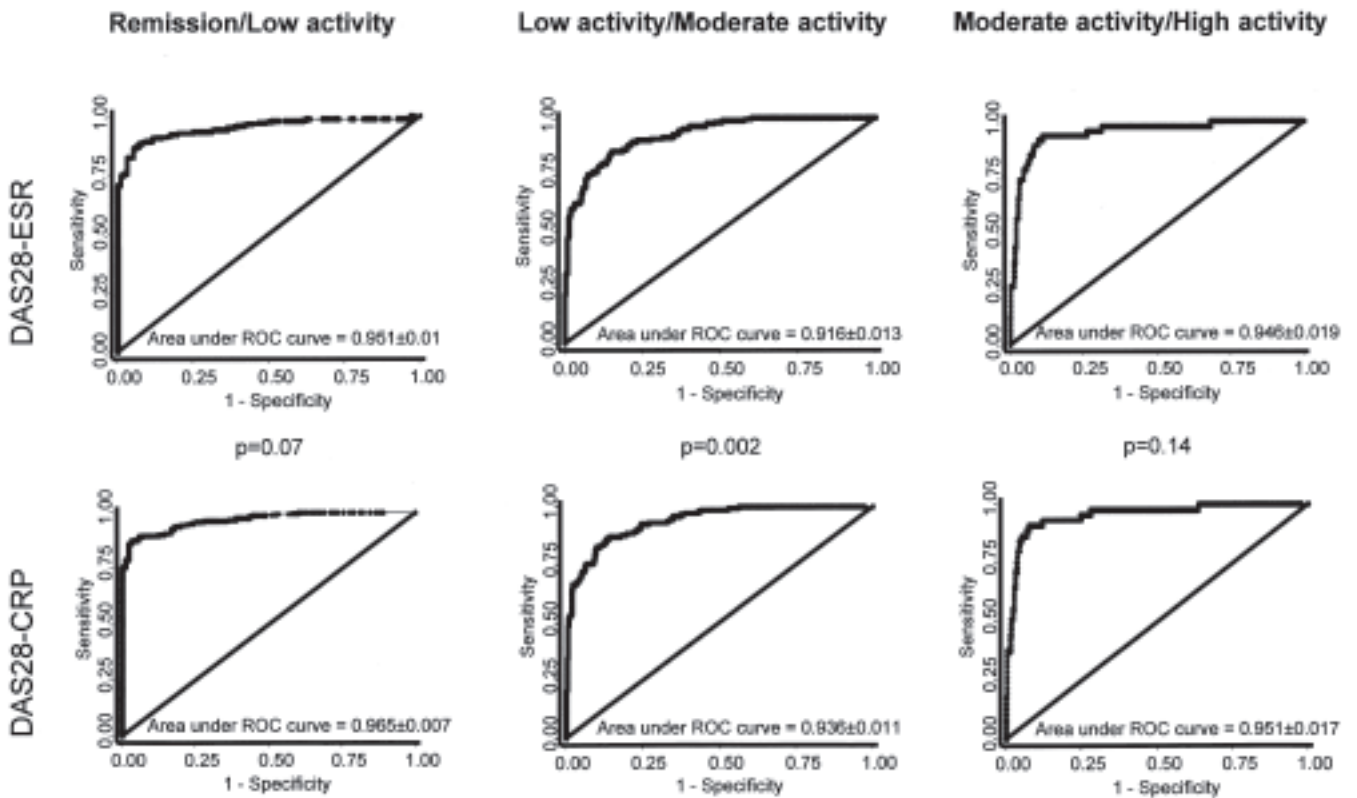 Remission/Low activity
Low activity/Moderate activity
Moderate activity/High activity
DAS28-ESR
Sensitivity
0.00 0.25 0.50 0.75 1.00
Area under ROC curve = 0.951±0.01
0.00 0.25 0.50 0.75 1.00
1 - Specificity
Sensitivity
0.00 0.25 0.50 0.75 1.00
Area under ROC curve = 0.916±0.013
0.00 0.25 0.50 0.75 1.00
1 - Specificity
Sensitivity
0.00 0.25 0.50 0.75 1.00
Area under ROC curve = 0.946±0.019
0.00 0.25 0.50 0.75 1.00
1 - Specificity
p=0.07
p=0.002
p=0.14
DAS28-CRP
Sensitivity
0.00 0.25 0.50 0.75 1.00
Area under ROC curve = 0.965±0.007
0.00 0.25 0.50 0.75 1.00
1 - Specificity
Sensitivity
0.00 0.25 0.50 0.75 1.00
Area under ROC curve = 0.936±0.011
0.00 0.25 0.50 0.75 1.00
1 - Specificity
Sensitivity
0.00 0.25 0.50 0.75 1.00
Area under ROC curve = 0.951±0.017
0.00 0.25 0.50 0.75 1.00
1 - Specificity